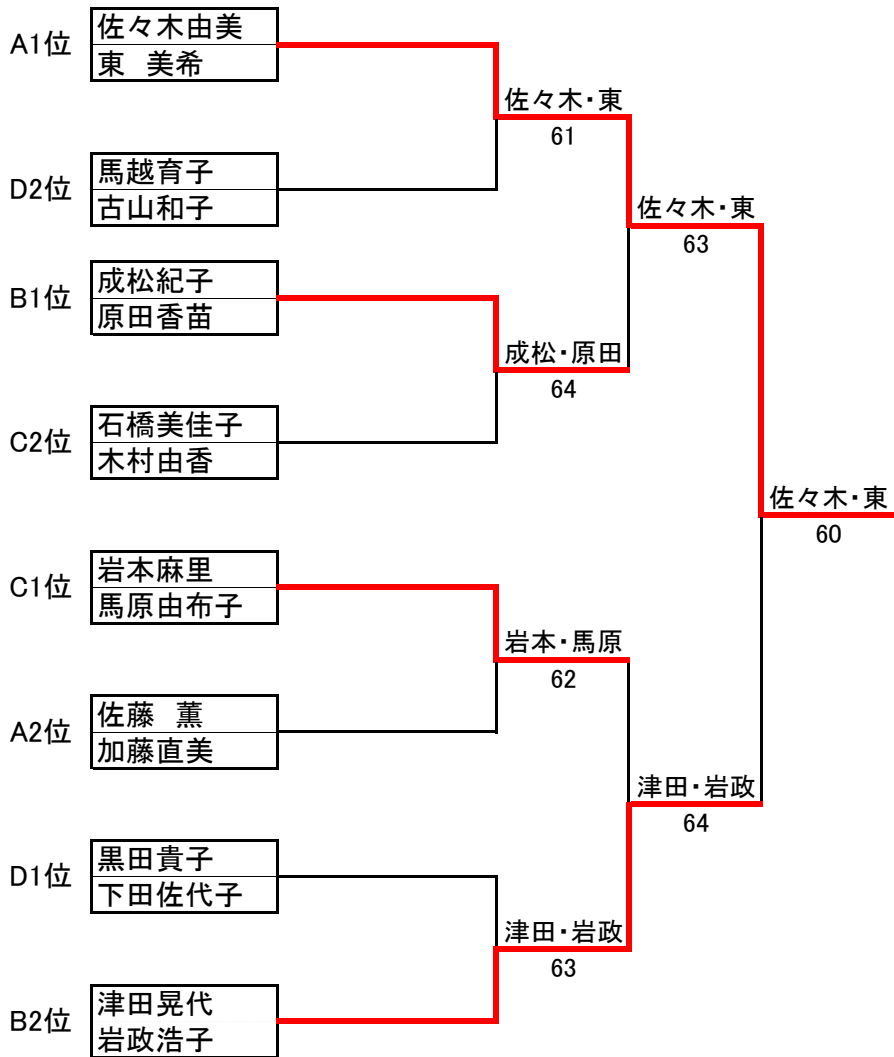 A1位
佐々木由美
東　美希
佐々木・東
61
D2位
馬越育子
古山和子
佐々木・東
63
B1位
成松紀子
原田香苗
成松・原田
64
C2位
石橋美佳子
木村由香
佐々木・東
60
C1位
岩本麻里
馬原由布子
岩本・馬原
62
A2位
佐藤　薫
加藤直美
津田・岩政
64
D1位
黒田貴子
下田佐代子
津田・岩政
63
B2位
津田晃代
岩政浩子